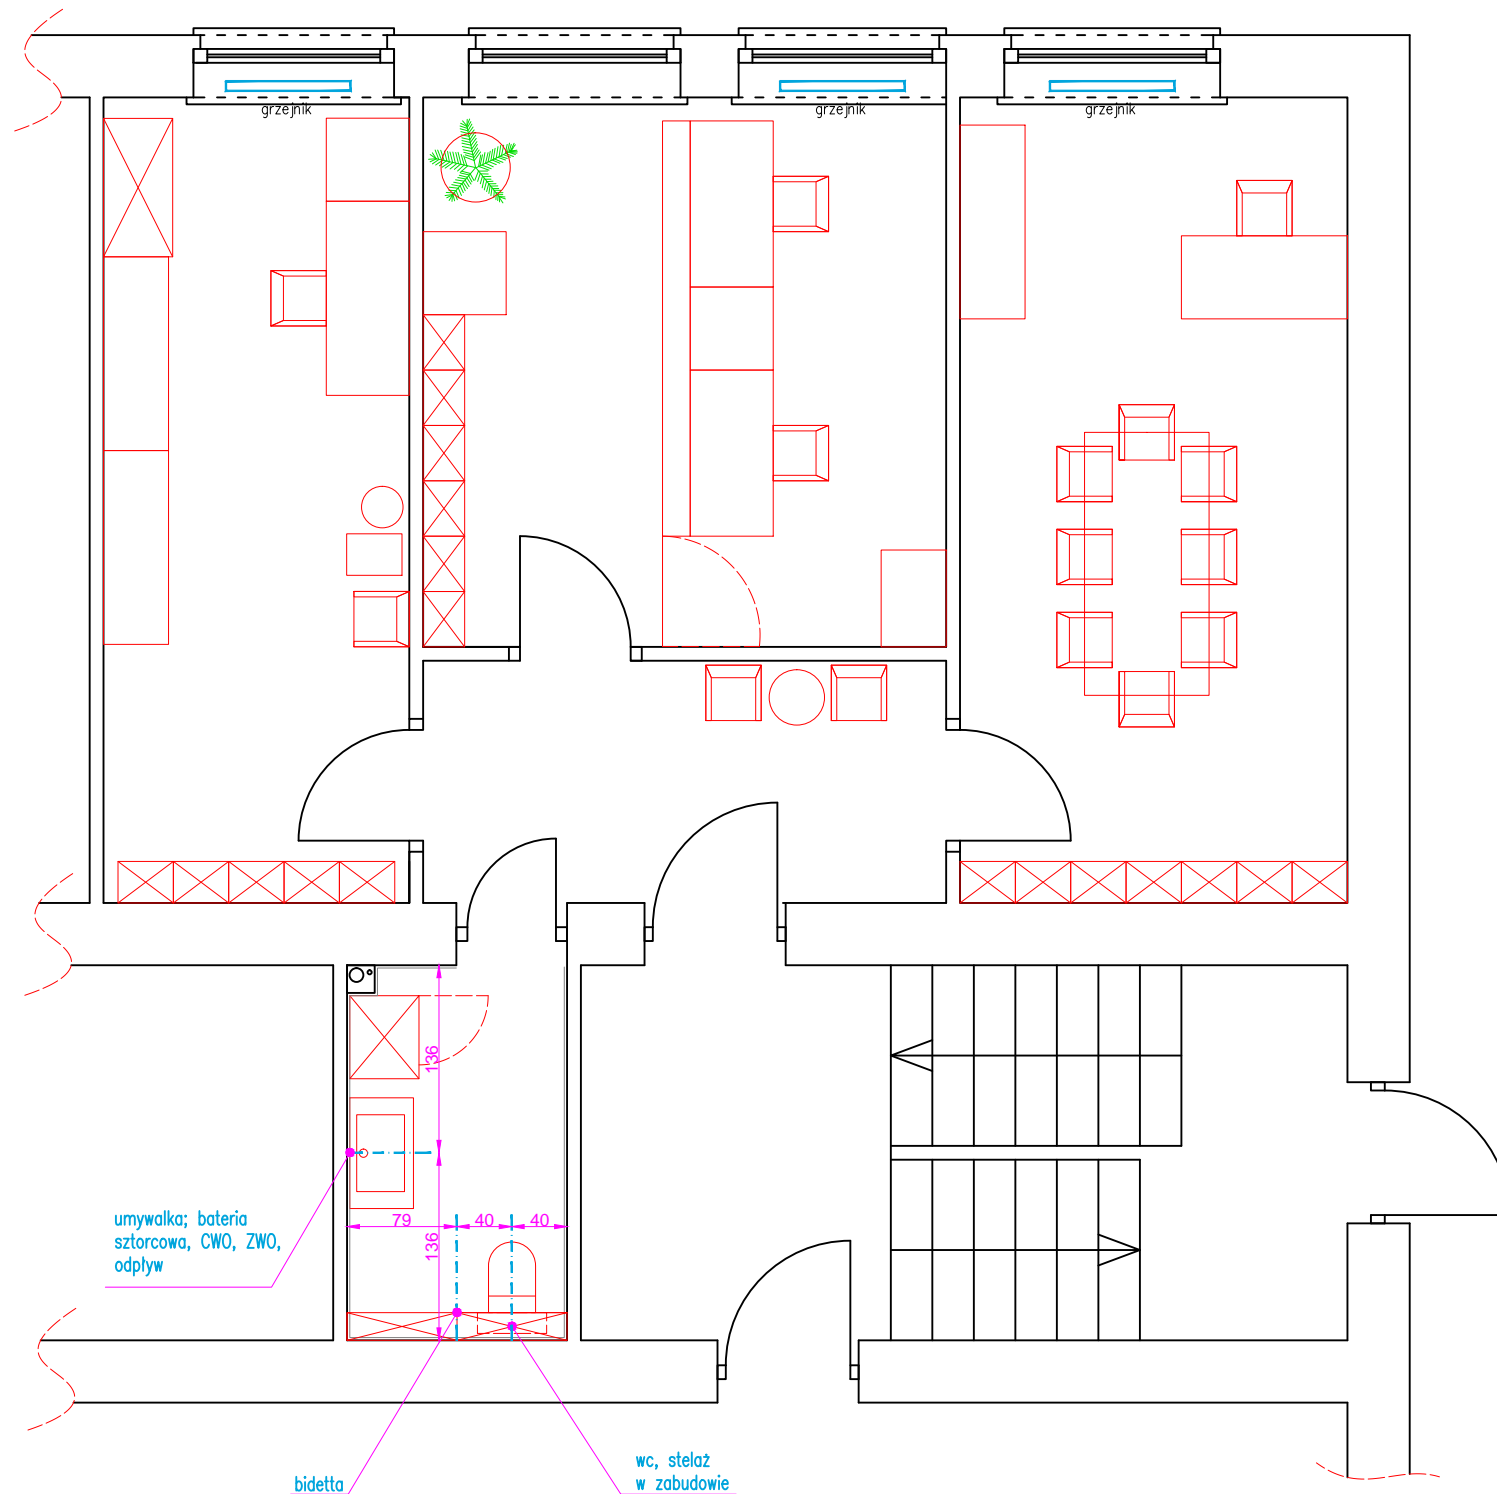 grzejnik
grzejnik
grzejnik
136
79
40
40
136
umywalka; bateria
sztorcowa, CWO, ZWO,
odpływ
bidetta
wc, stelaż
w zabudowie